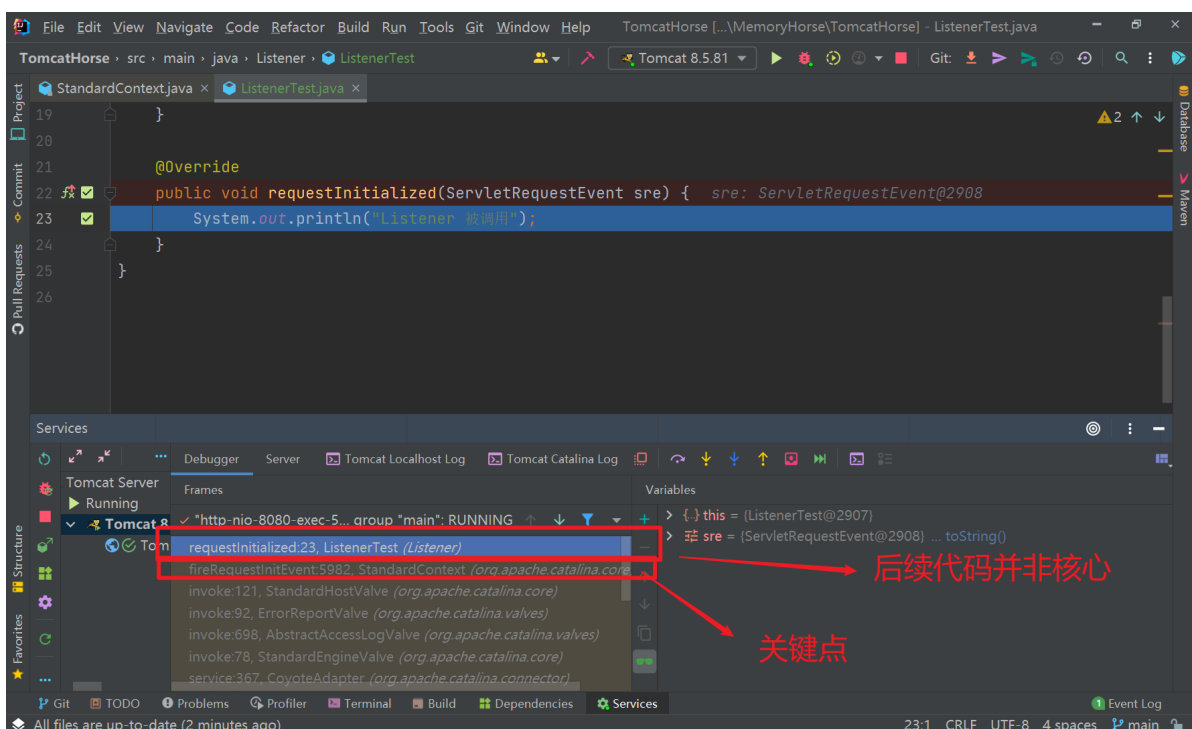 File Edit View Navigate Code Refactor Build Run Tools Git Window Help TomcatHorse [...\MemoryHorse\TomcatHorse] - ListenerTest.java
TomcatHorse › src › main › java › Listener › ListenerTest Tomcat 8.5.81 Git:
StandardContext.java × ListenerTest.java ×
Project
Commit
Pull Requests
Structure
Favorites
Database
Maven
19 }
2
20
21 @Override
22 public void requestInitialized(ServletRequestEvent sre) { sre: ServletRequestEvent@2908
23 System.out.println("Listener 被调用");
24 }
25 }
26
Services
Debugger Server Tomcat Localhost Log Tomcat Catalina Log
Tomcat Server
Running
Tomcat 8
Tom
Frames
Variables
"http-nio-8080-exec-5... group "main": RUNNING
requestInitialized:23, ListenerTest (Listener)
fireRequestInitEvent:5982, StandardContext (org.apache.catalina.core
invoke:121, StandardHostValve (org.apache.catalina.core)
invoke:92, ErrorReportValve (org.apache.catalina.valves)
invoke:698, AbstractAccessLogValve (org.apache.catalina.valves)
invoke:78, StandardEngineValve (org.apache.catalina.core)
service:367, CoyoteAdapter (org.apache.catalina.connector)
this = {ListenerTest@2907}
sre = {ServletRequestEvent@2908} ... toString()
后续代码并非核心
关键点
Git TODO Problems Profiler Terminal Build Dependencies Services 1 Event Log
All files are up-to-date (2 minutes ago) 23:1 CRLF UTF-8 4 spaces main